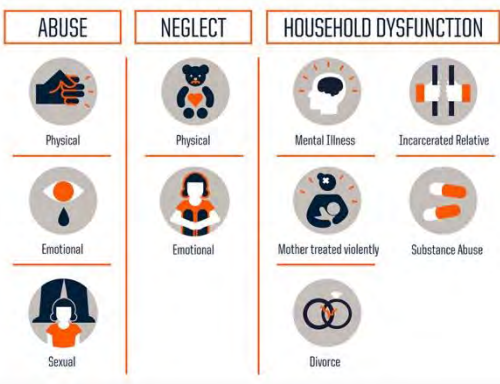 ABUSE
NEGLECT
HOUSEHOLD DYSFUNCTION
Physical
Physical
Mental Illness
Incarcerated Relative
Emotional
Emotional
Mother treated violently
Substance Abuse
Sexual
Divorce